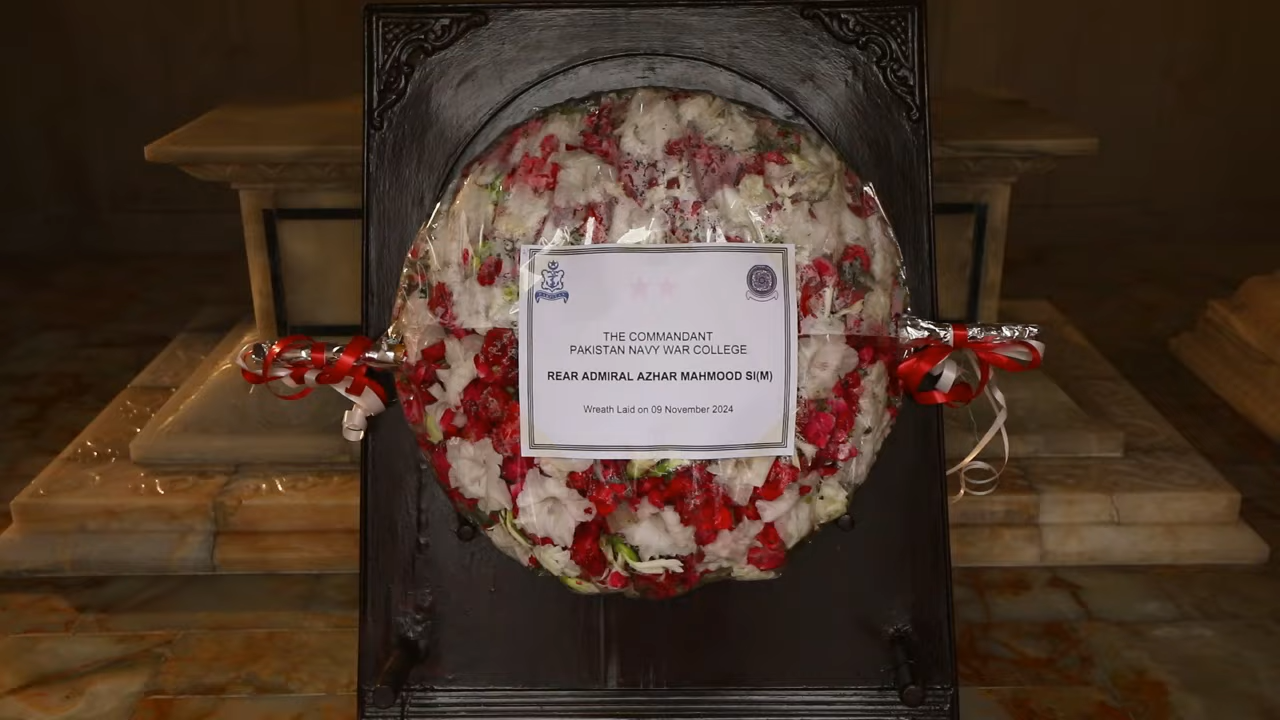 THE COMMANDANT
PAKISTAN NAVY WAR COLLEGE
REAR ADMIRAL AZHAR MAHMOOD SI(M)
Wreath Laid on 09 November 2024